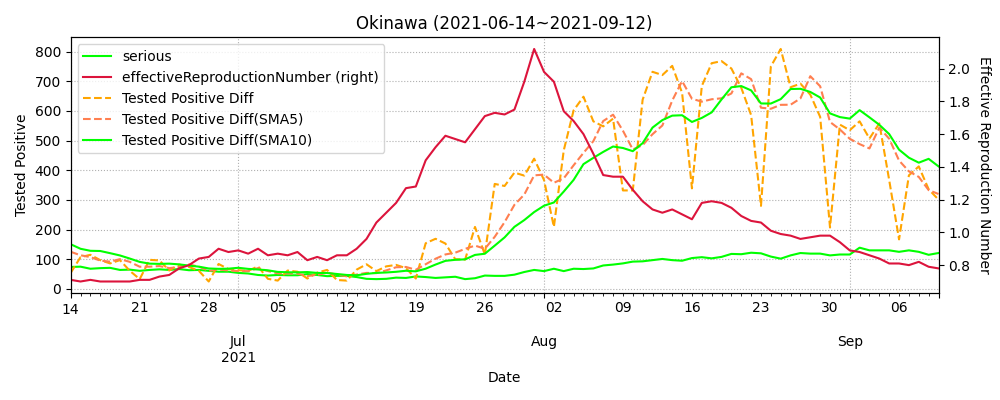 Okinawa (2021-06-14~2021-09-12)
serious
effectiveReproductionNumber (right)
Tested Positive Diff
Tested Positive Diff(SMA5)
Tested Positive Diff(SMA10)
Tested Positive
800
700
600
500
400
300
200
100
0
Effective Reproduction Number
2.0
1.8
1.6
1.4
1.2
1.0
0.8
14 21 28 05 12 19 26 02 09 16 23 30 06
Jul Aug Sep
2021
Date